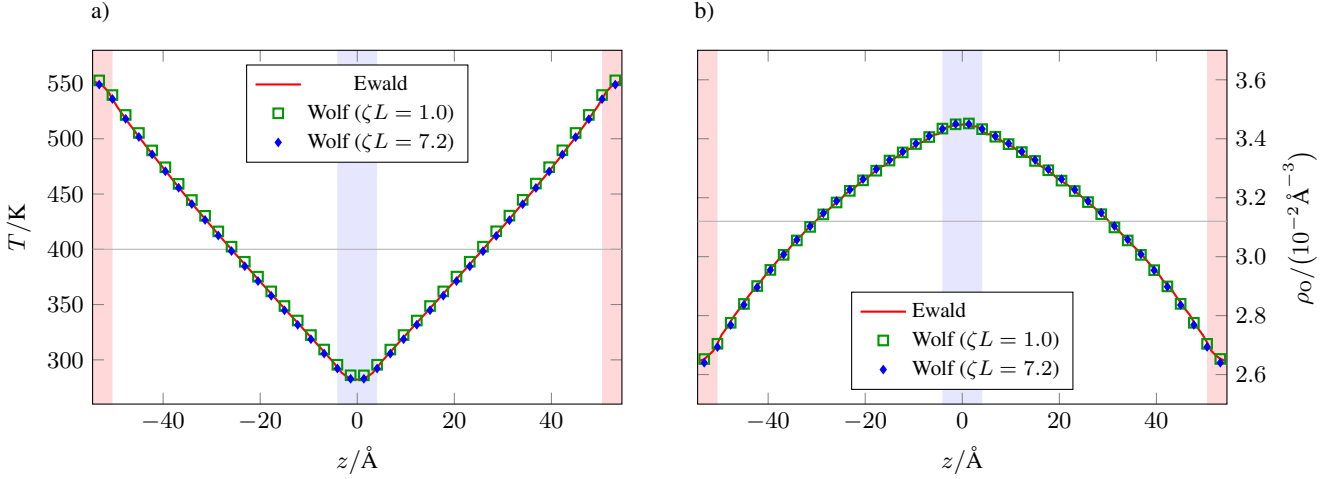 a)
T/K
550
500
450
400
350
300
Ewald
Wolf (ζL = 1.0)
Wolf (ζL = 7.2)
−40
−20
0
20
40
z/Å
b)
3.6
3.4
3.2
3.0
2.8
2.6
ρO/(10⁻² Å⁻³)
Ewald
Wolf (ζL = 1.0)
Wolf (ζL = 7.2)
−40
−20
0
20
40
z/Å